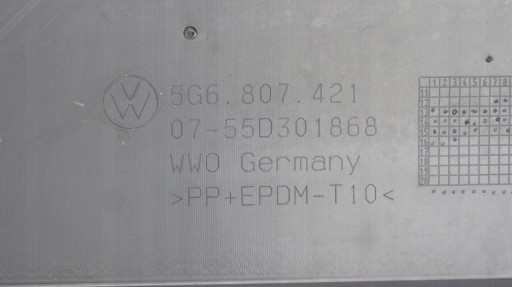 5G6.807.421
07-55D301868
WWO Germany
>PP+EPDM-T10<